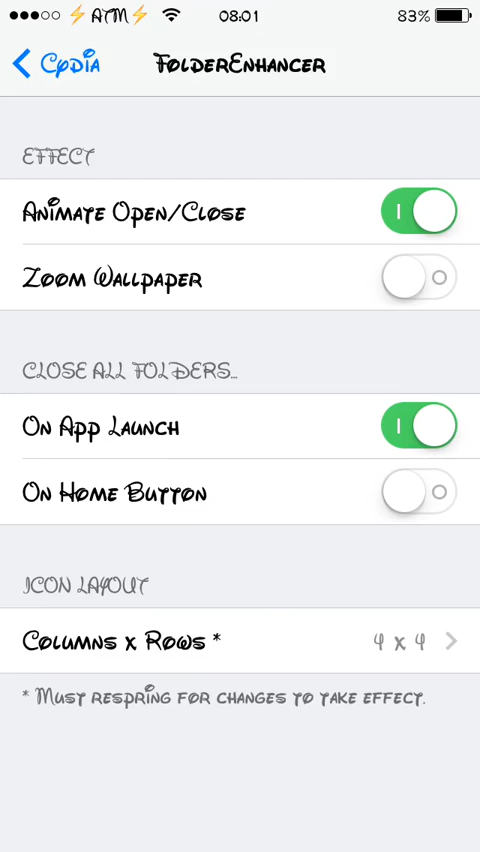 ⚡ATM⚡ 08:01 83%
Cydia FolderEnhancer
EFFECT
Animate Open/Close
Zoom Wallpaper
CLOSE ALL FOLDERS...
On App Launch
On Home Button
ICON LAYOUT
Columns x Rows * 4 x 4
* Must respring for changes to take effect.